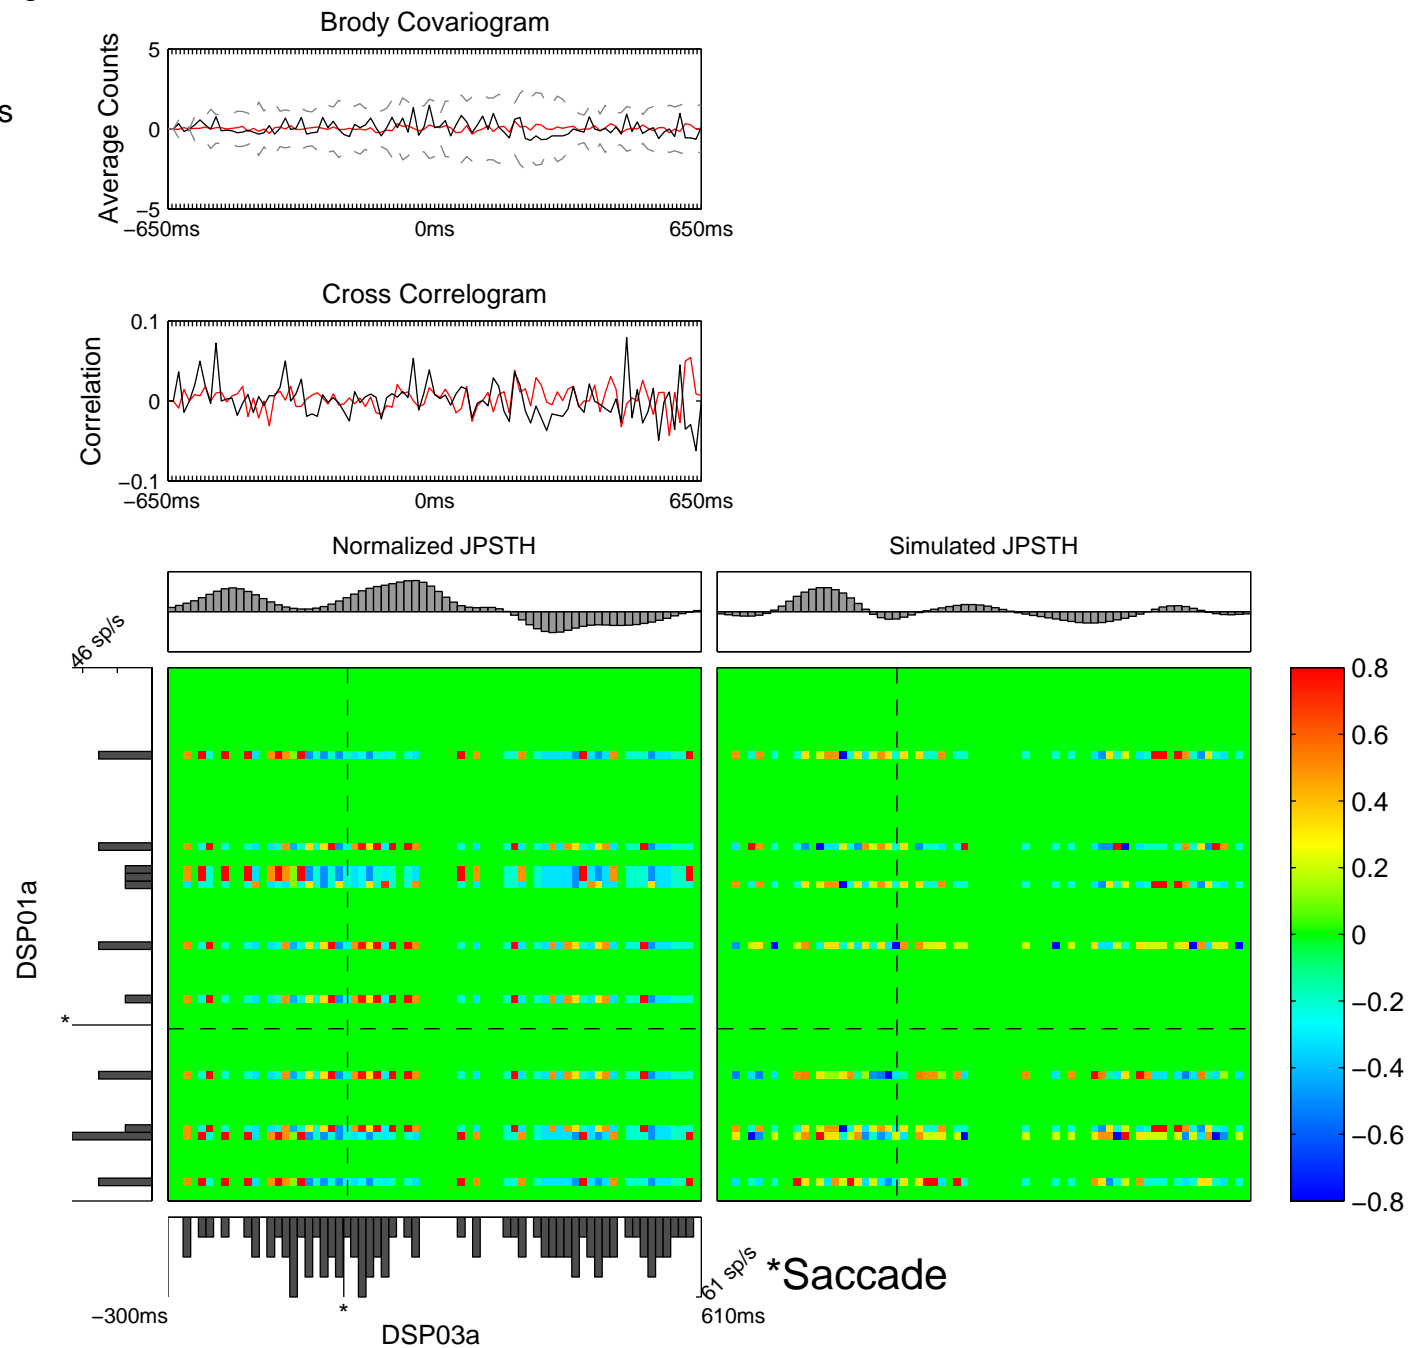 Brody Covariogram
Average Counts
5
0
−5
−650ms
0ms
650ms
s
Cross Correlogram
Correlation
0.1
0
−0.1
−650ms
0ms
650ms
Normalized JPSTH
Simulated JPSTH
46 sp/s
DSP01a
*
0.8
0.6
0.4
0.2
0
−0.2
−0.4
−0.6
−0.8
61 sp/s
*Saccade
−300ms
*
610ms
DSP03a